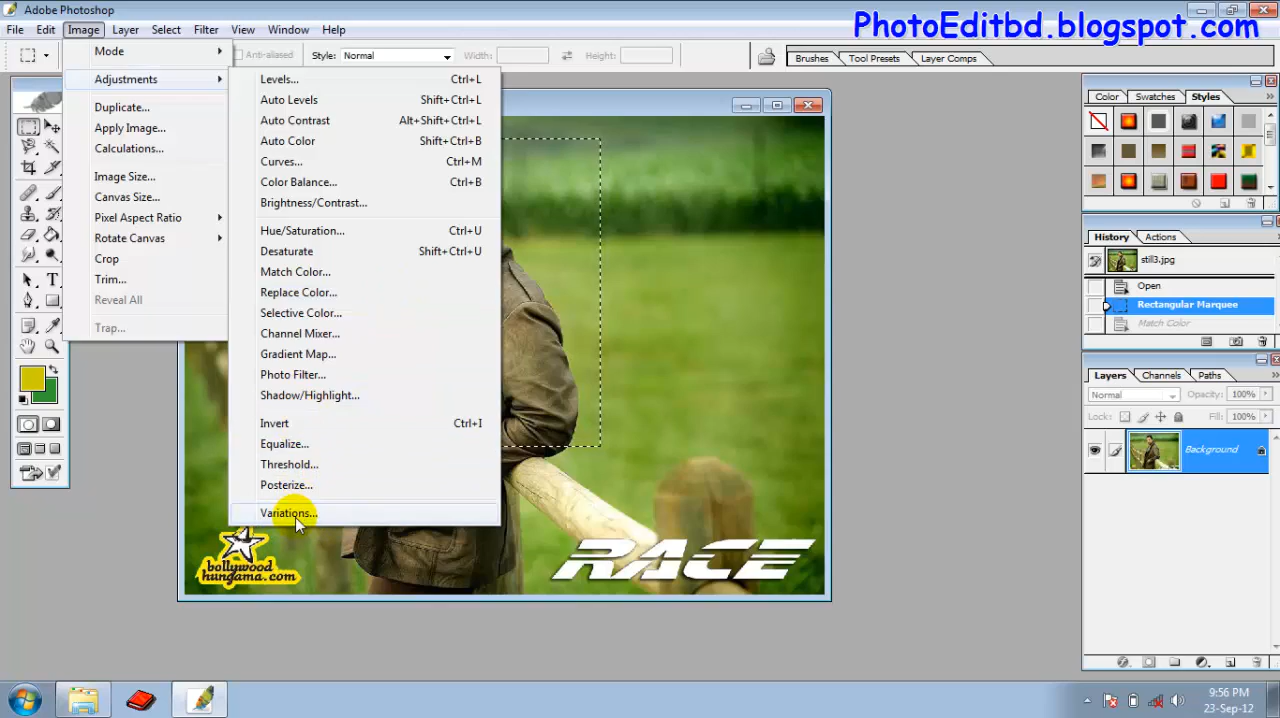 Adobe Photoshop
PhotoEditbd.blogspot.com
File Edit Image Layer Select Filter View Window Help
Anti-aliased Style: Normal Width: Height: Brushes Tool Presets Layer Comps
Mode
Adjustments
Duplicate...
Apply Image...
Calculations...
Image Size...
Canvas Size...
Pixel Aspect Ratio
Rotate Canvas
Crop
Trim...
Reveal All
Trap...
Levels... Ctrl+L
Auto Levels Shift+Ctrl+L
Auto Contrast Alt+Shift+Ctrl+L
Auto Color Shift+Ctrl+B
Curves... Ctrl+M
Color Balance... Ctrl+B
Brightness/Contrast...
Hue/Saturation... Ctrl+U
Desaturate Shift+Ctrl+U
Match Color...
Replace Color...
Selective Color...
Channel Mixer...
Gradient Map...
Photo Filter...
Shadow/Highlight...
Invert Ctrl+I
Equalize...
Threshold...
Posterize...
Variations...
bollywood
hungama.com
RACE
Color Swatches Styles
History Actions
still3.jpg
Open
Rectangular Marquee
Match Color
Layers Channels Paths
Normal Opacity: 100%
Lock: Fill: 100%
Background
9:56 PM
23-Sep-12